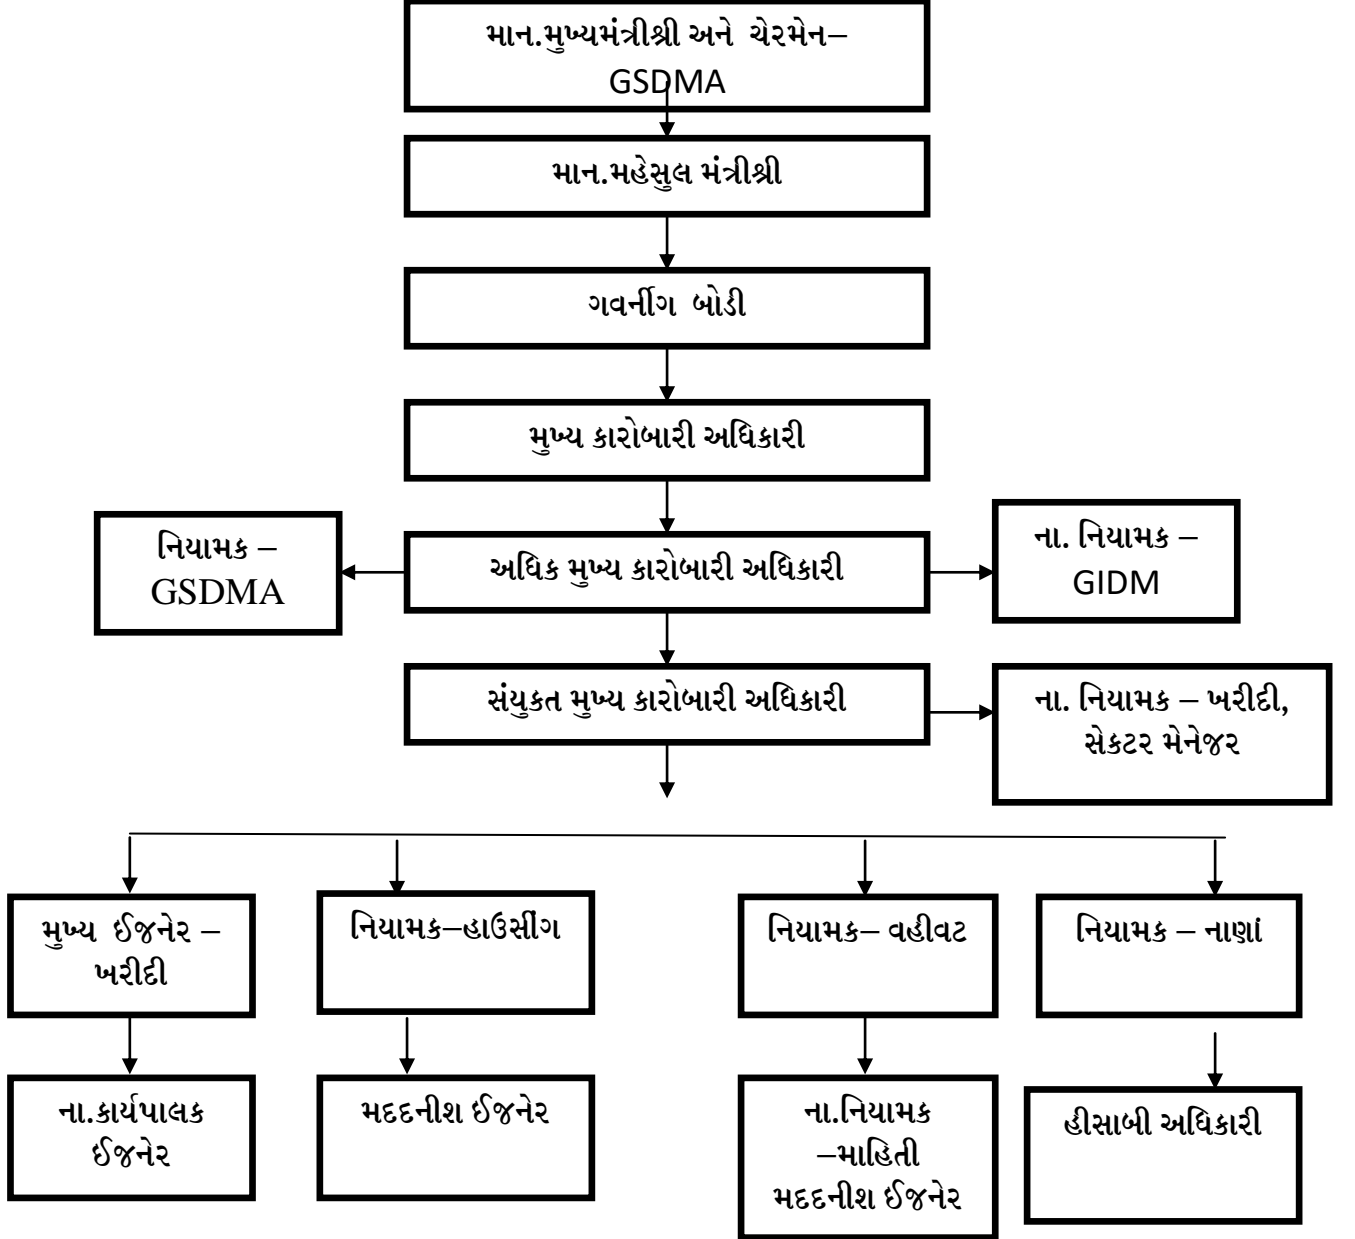 માન.મુખ્યમંત્રીશ્રી અને ચેરમેન–
GSDMA
માન.મહેસુલ મંત્રીશ્રી
ગવર્નીગ બોડી
મુખ્ય કારોબારી અધિકારી
નિયામક –
GSDMA
અધિક મુખ્ય કારોબારી અધિકારી
ના. નિયામક –
GIDM
સંયુકત મુખ્ય કારોબારી અધિકારી
ના. નિયામક – ખરીદી,
સેકટર મેનેજર
મુખ્ય ઈજનેર –
ખરીદી
નિયામક–હાઉસીંગ
નિયામક– વહીવટ
નિયામક – નાણાં
ના.કાર્યપાલક
ઈજનેર
મદદનીશ ઈજનેર
ના.નિયામક
–માહિતી
મદદનીશ ઈજનેર
હીસાબી અધિકારી